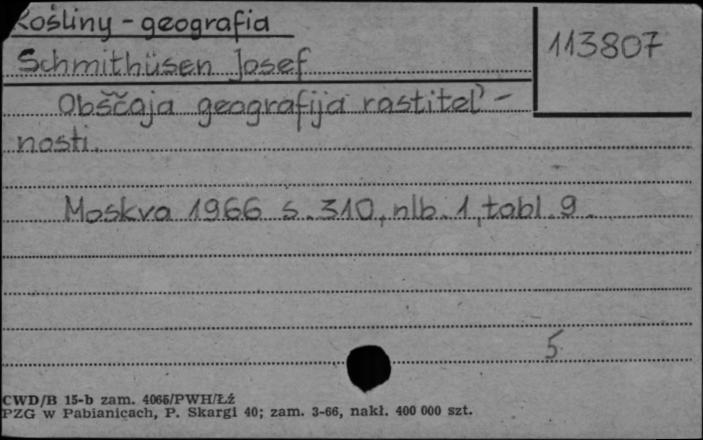 Rośliny - geografia
113807
Schmithüsen Josef
Obščaja geografija rastitel' -
nosti.
Moskva 1966 s. 310, nlb. 1, tabl. 9.
5
CWD/B 15-b zam. 4066/PWH/Łź
PZG w Pabianicach, P. Skargi 40; zam. 3-66, nakł. 400 000 szt.